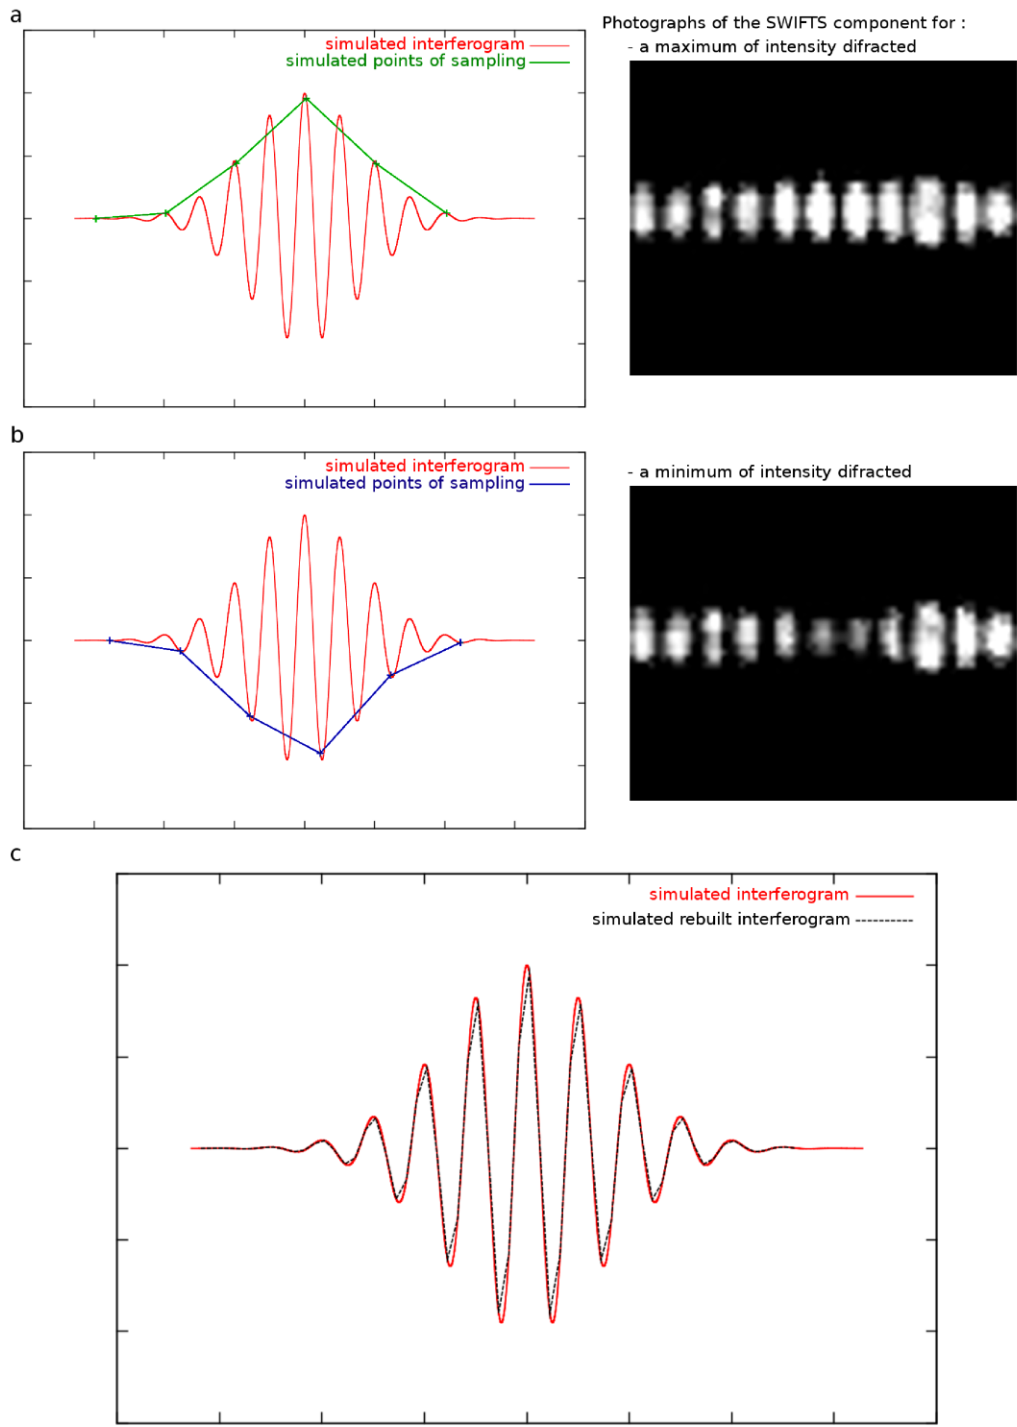 a
simulated interferogram
simulated points of sampling
Photographs of the SWIFTS component for :
- a maximum of intensity difracted
b
simulated interferogram
simulated points of sampling
- a minimum of intensity difracted
c
simulated interferogram
simulated rebuilt interferogram